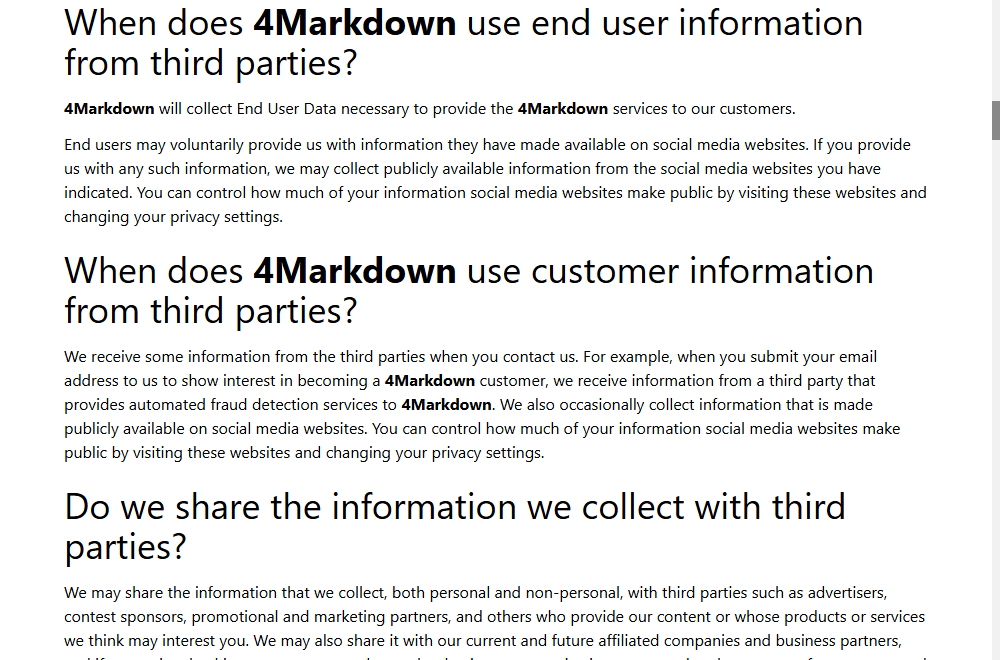 When does 4Markdown use end user information
from third parties?
4Markdown will collect End User Data necessary to provide the 4Markdown services to our customers.
End users may voluntarily provide us with information they have made available on social media websites. If you provide
us with any such information, we may collect publicly available information from the social media websites you have
indicated. You can control how much of your information social media websites make public by visiting these websites and
changing your privacy settings.
When does 4Markdown use customer information
from third parties?
We receive some information from the third parties when you contact us. For example, when you submit your email
address to us to show interest in becoming a 4Markdown customer, we receive information from a third party that
provides automated fraud detection services to 4Markdown. We also occasionally collect information that is made
publicly available on social media websites. You can control how much of your information social media websites make
public by visiting these websites and changing your privacy settings.
Do we share the information we collect with third
parties?
We may share the information that we collect, both personal and non-personal, with third parties such as advertisers,
contest sponsors, promotional and marketing partners, and others who provide our content or whose products or services
we think may interest you. We may also share it with our current and future affiliated companies and business partners,